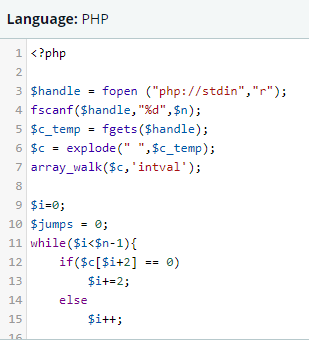 Language: PHP
1 <?php
2
3 $handle = fopen ("php://stdin","r");
4 fscanf($handle,"%d",$n);
5 $c_temp = fgets($handle);
6 $c = explode(" ",$c_temp);
7 array_walk($c,'intval');
8
9 $i=0;
10 $jumps = 0;
11 while($i<$n-1){
12     if($c[$i+2] == 0)
13         $i+=2;
14     else
15         $i++;
16